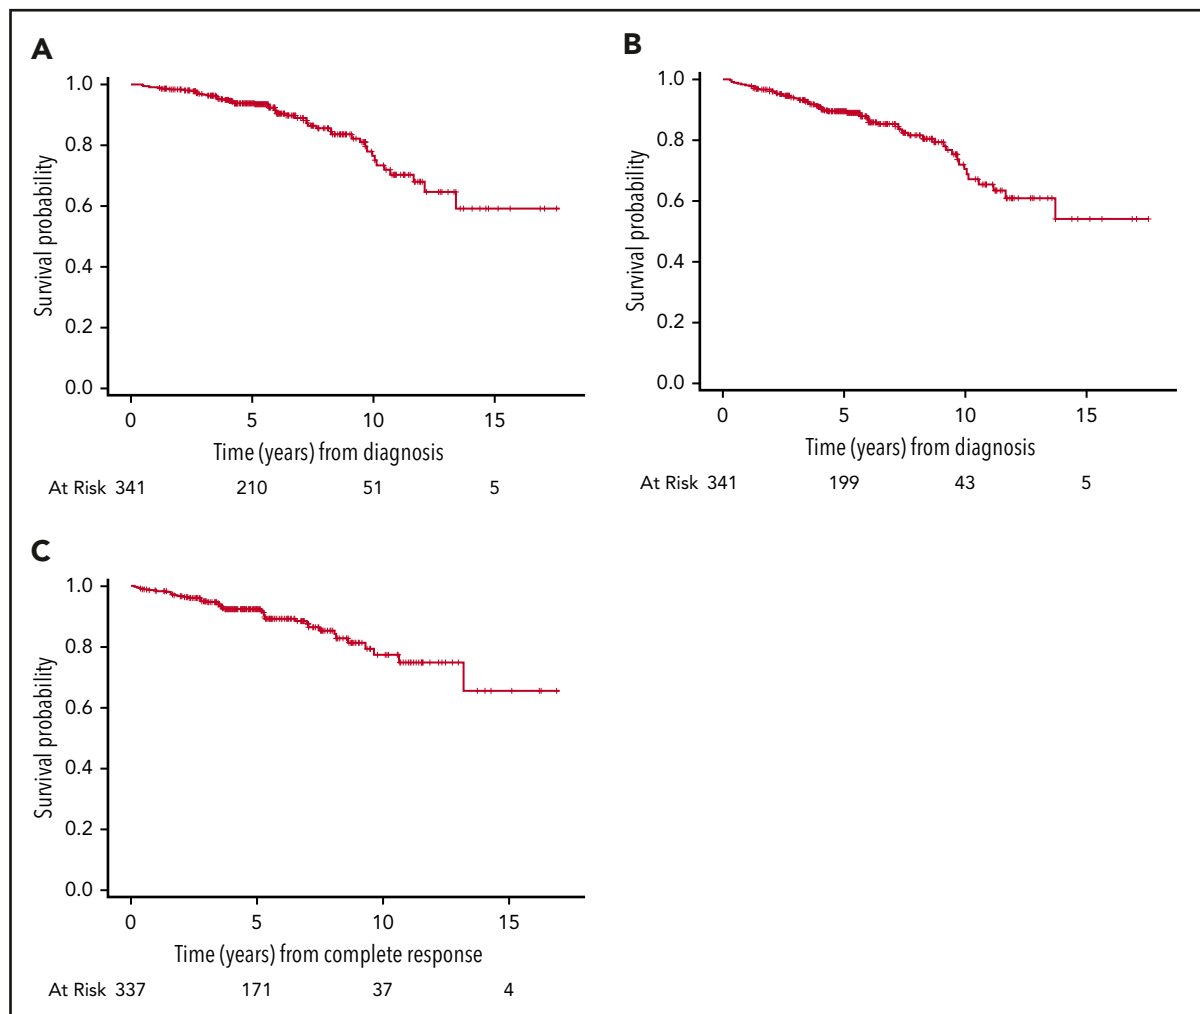 A
Survival probability
1.0
0.8
0.6
0.4
0.2
0.0
0 5 10 15
Time (years) from diagnosis
At Risk 341 210 51 5
B
Survival probability
1.0
0.8
0.6
0.4
0.2
0.0
0 5 10 15
Time (years) from diagnosis
At Risk 341 199 43 5
C
Survival probability
1.0
0.8
0.6
0.4
0.2
0.0
0 5 10 15
Time (years) from complete response
At Risk 337 171 37 4